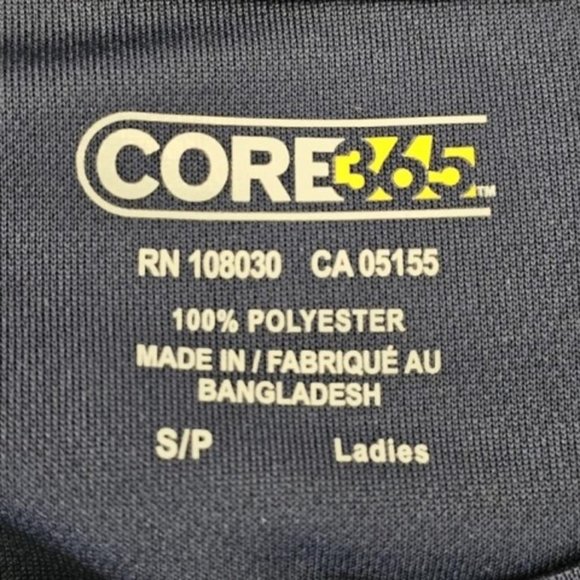 CORE365™
RN 108030 CA 05155
100% POLYESTER
MADE IN / FABRIQUÉ AU
BANGLADESH
S/P Ladies